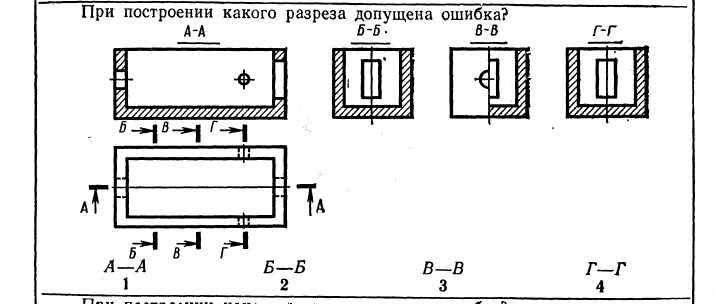 При построении какого разреза допущена ошибка?
А-А Б-Б. В-В Г-Г
Б В Г
А А
Б В Г
А—А Б—Б В—В Г—Г
1 2 3 4